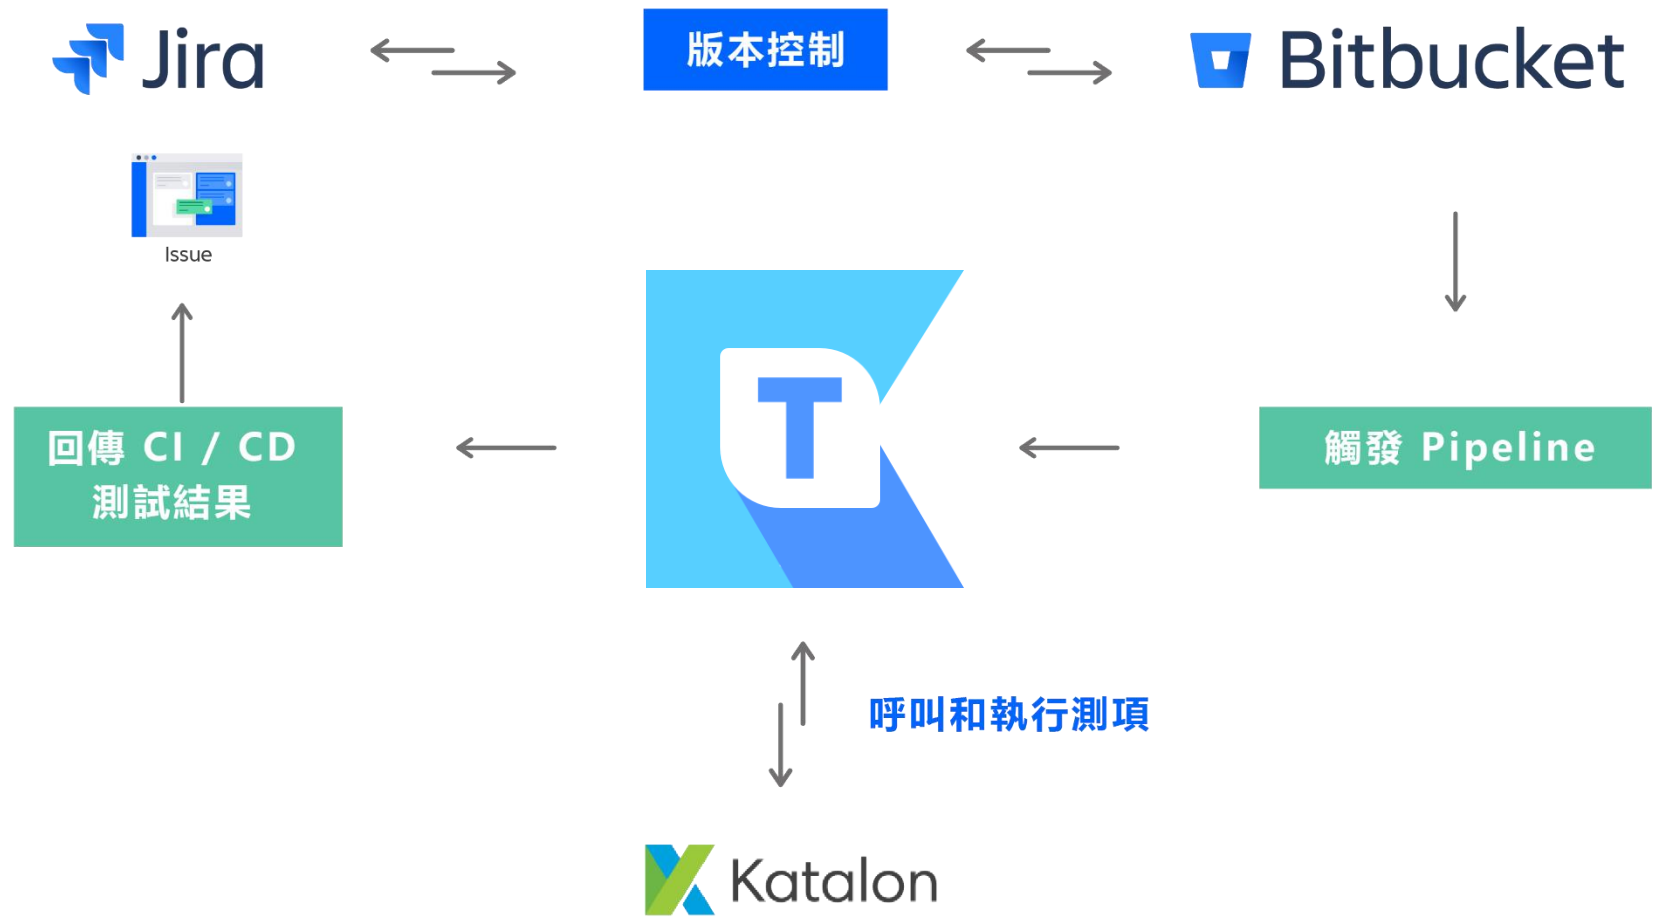 Jira
版本控制
Bitbucket
Issue
T
回傳 CI / CD
測試結果
觸發 Pipeline
呼叫和執行測項
Katalon